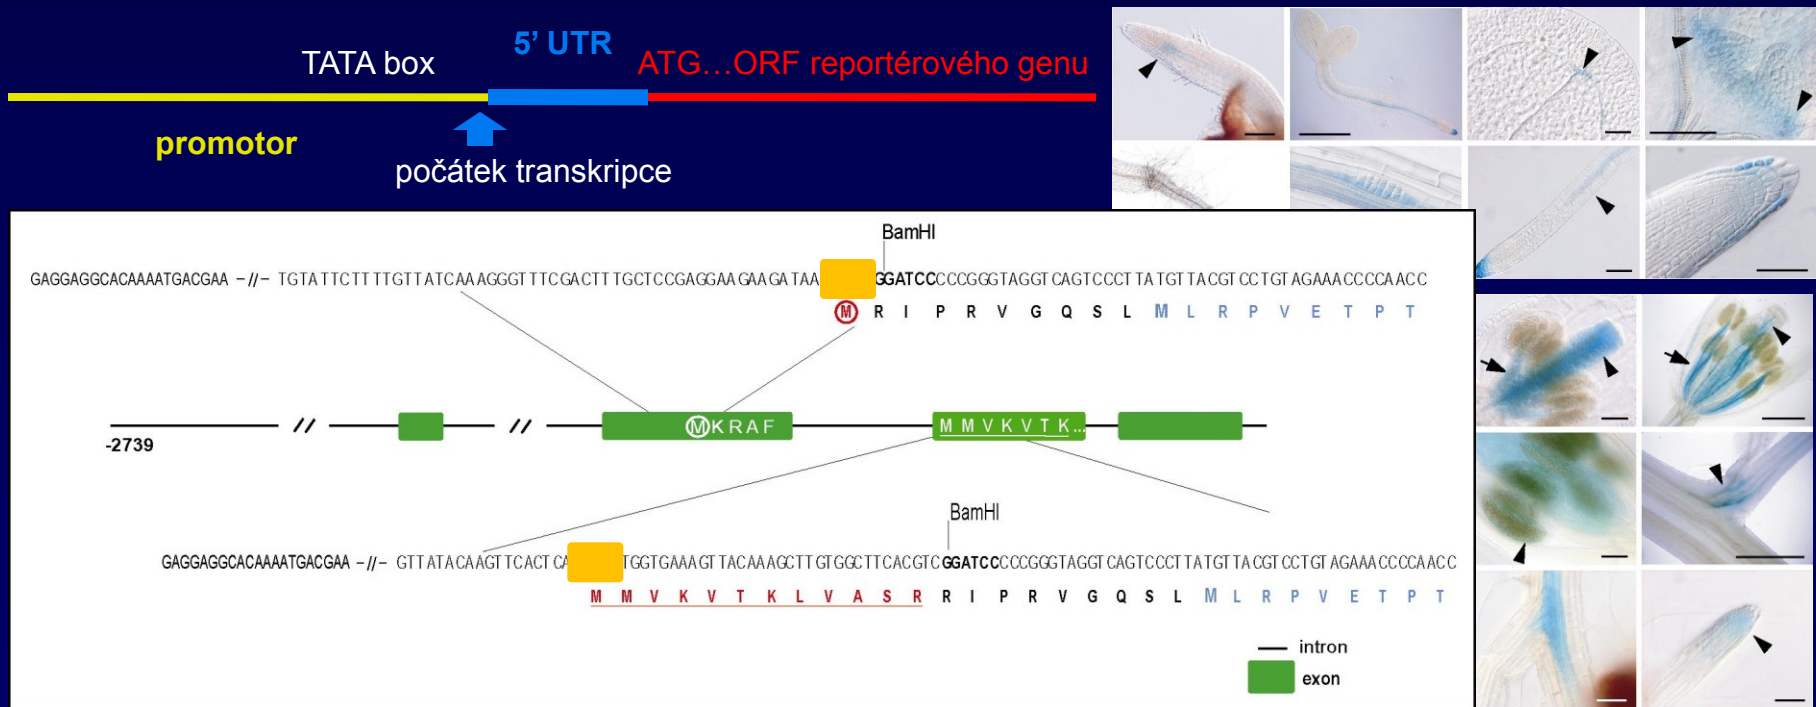 5' UTR
TATA box
ATG...ORF reportérového genu
promotor
počátek transkripce
BamHI
GAGGAGGCACAAAATGACGAA -//- TGTATTCTTTTGTTATCAAAGGGTTTCGACTTTGCTCCGAGGAAGAAGATAA GGATCCCCCGGGTAGGTCAGTCCCTTATGTTACGTCCTGTAGAAACCCCAACC
M R I P R V G Q S L M L R P V E T P T
MKRAF
M M V K V T K...
-2739
BamHI
GAGGAGGCACAAAATGACGAA -//- GTTATACAAGTTCACTCA TGGTGAAAGTTACAAAGCTTGTGGCTTCACGTCGGATCCCCCGGGTAGGTCAGTCCCTTATGTTACGTCCTGTAGAAACCCCAACC
M M V K V T K L V A S R R I P R V G Q S L M L R P V E T P T
intron
exon